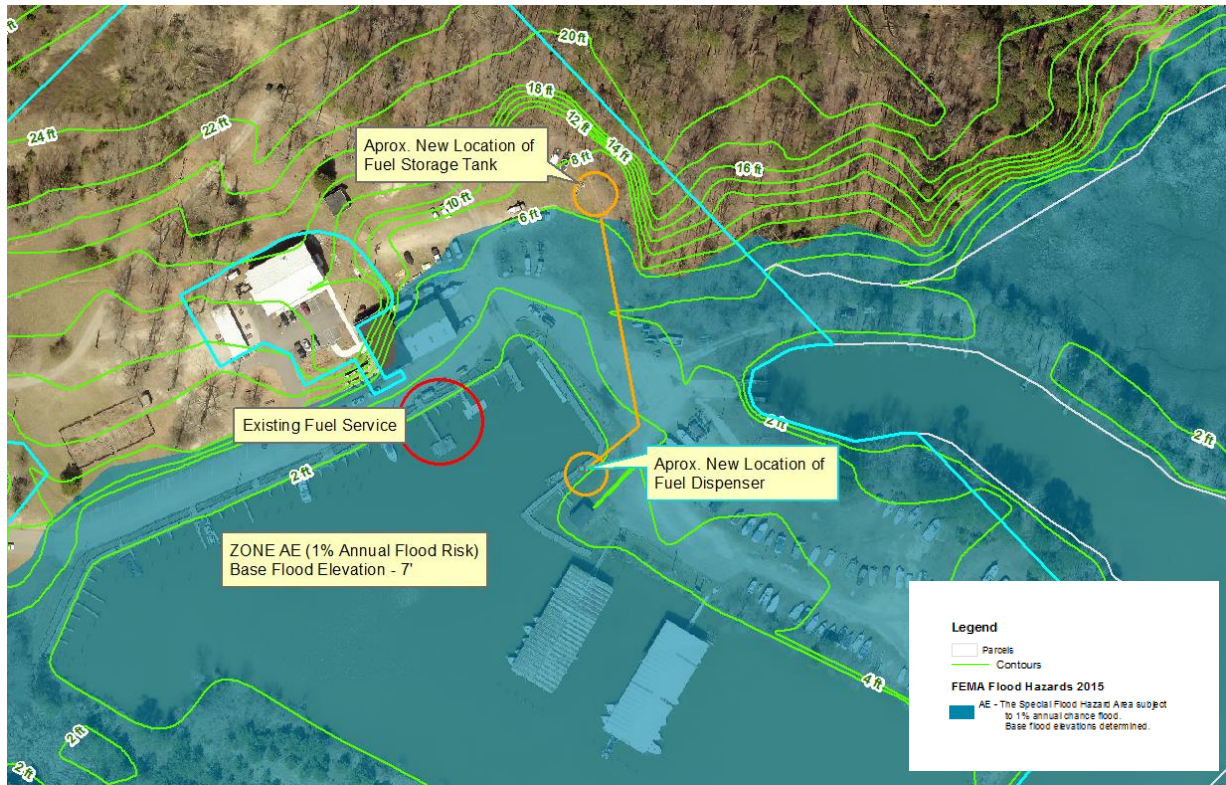 20 ft
18 ft
12 ft
14 ft
22 ft
24 ft
Aprox. New Location of
Fuel Storage Tank
8 ft
16 ft
10 ft
6 ft
Existing Fuel Service
2 ft
2 ft
2 ft
Aprox. New Location of
Fuel Dispenser
ZONE AE (1% Annual Flood Risk)
Base Flood Elevation - 7'
4 ft
2 ft
2 ft
Legend
Parcels
Contours
FEMA Flood Hazards 2015
AE - The Special Flood Hazard Area subject
to 1% annual chance flood.
Base flood elevations determined.